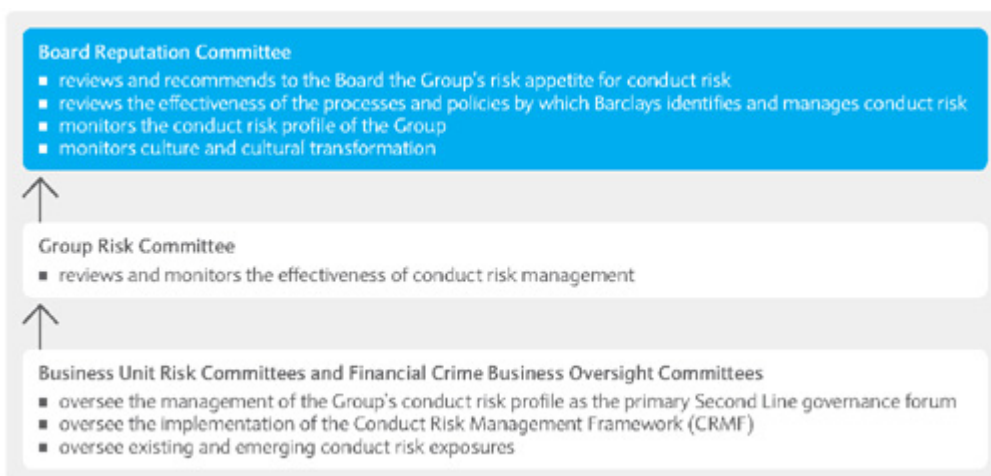 Board Reputation Committee
▪ reviews and recommends to the Board the Group's risk appetite for conduct risk
▪ reviews the effectiveness of the processes and policies by which Barclays identifies and manages conduct risk
▪ monitors the conduct risk profile of the Group
▪ monitors culture and cultural transformation
Group Risk Committee
▪ reviews and monitors the effectiveness of conduct risk management
Business Unit Risk Committees and Financial Crime Business Oversight Committees
▪ oversee the management of the Group's conduct risk profile as the primary Second Line governance forum
▪ oversee the implementation of the Conduct Risk Management Framework (CRMF)
▪ oversee existing and emerging conduct risk exposures